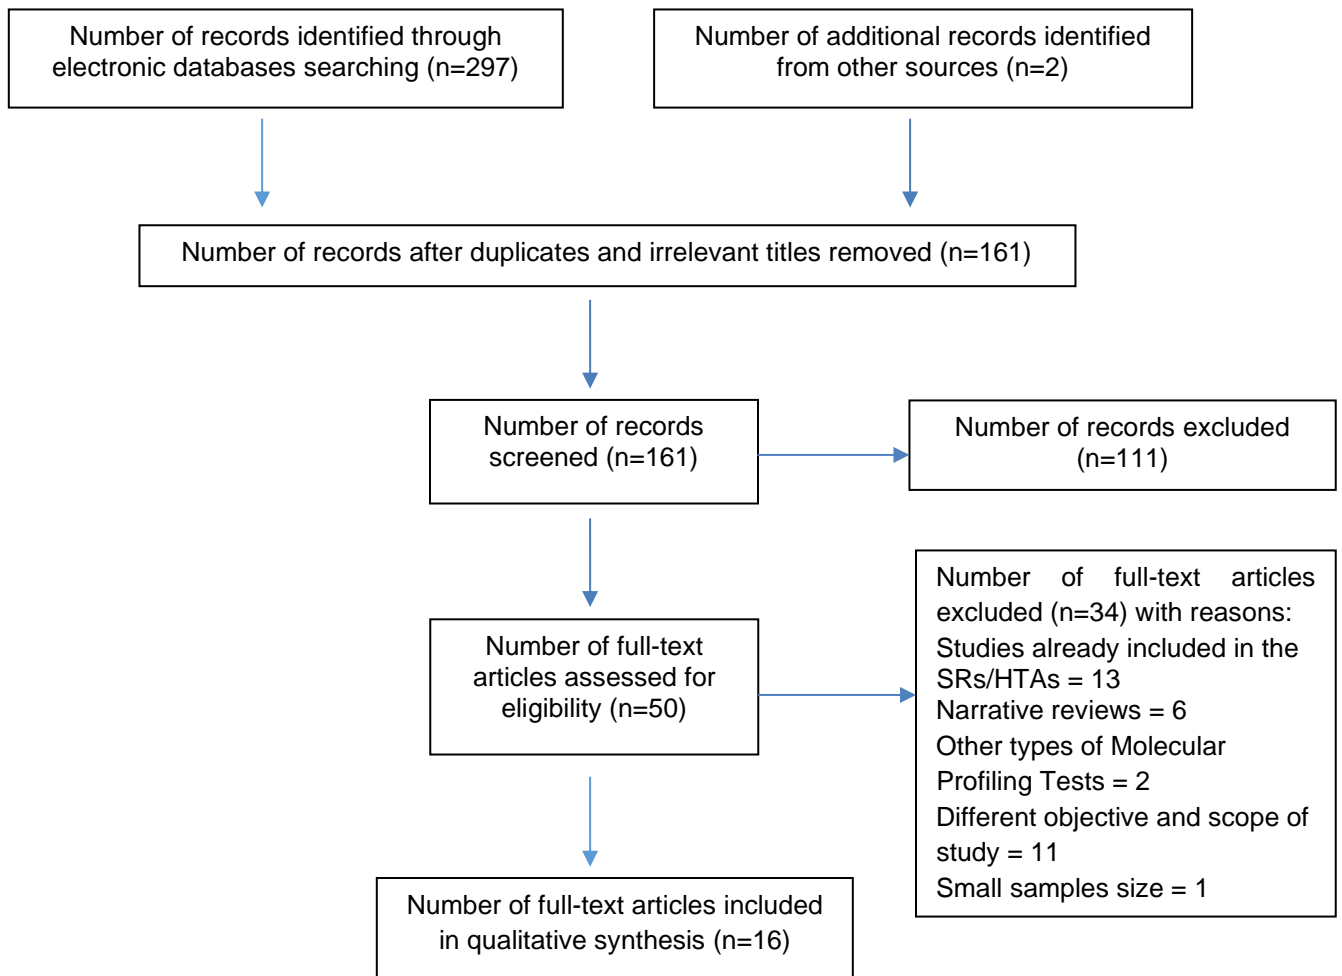 Number of records identified through
electronic databases searching (n=297)
Number of additional records identified
from other sources (n=2)
Number of records after duplicates and irrelevant titles removed (n=161)
Number of records
screened (n=161)
Number of records excluded
(n=111)
Number of full-text
articles assessed for
eligibility (n=50)
Number of full-text articles
excluded (n=34) with reasons:
Studies already included in the
SRs/HTAs = 13
Narrative reviews = 6
Other types of Molecular
Profiling Tests = 2
Different objective and scope of
study = 11
Small samples size = 1
Number of full-text articles included
in qualitative synthesis (n=16)